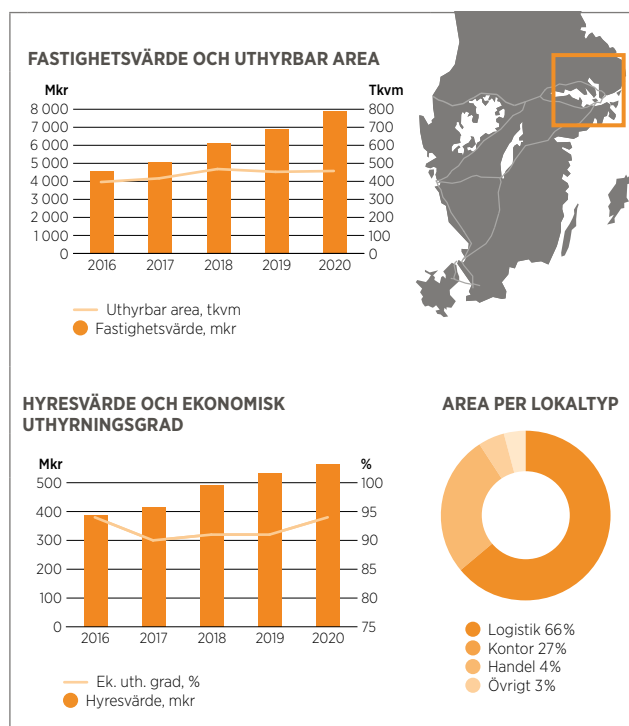 FASTIGHETSVÄRDE OCH UTHYRBAR AREA
Mkr Tkvm
8 000 800
7 000 700
6 000 600
5 000 500
4 000 400
3 000 300
2 000 200
1 000 100
0 0
2016 2017 2018 2019 2020
Uthyrbar area, tkvm
Fastighetsvärde, mkr
HYRESVÄRDE OCH EKONOMISK
UTHYRNINGSGRAD
Mkr %
500 100
400 95
300 90
200 85
100 80
0 75
2016 2017 2018 2019 2020
Ek. uth. grad, %
Hyresvärde, mkr
AREA PER LOKALTYP
Logistik 66%
Kontor 27%
Handel 4%
Övrigt 3%